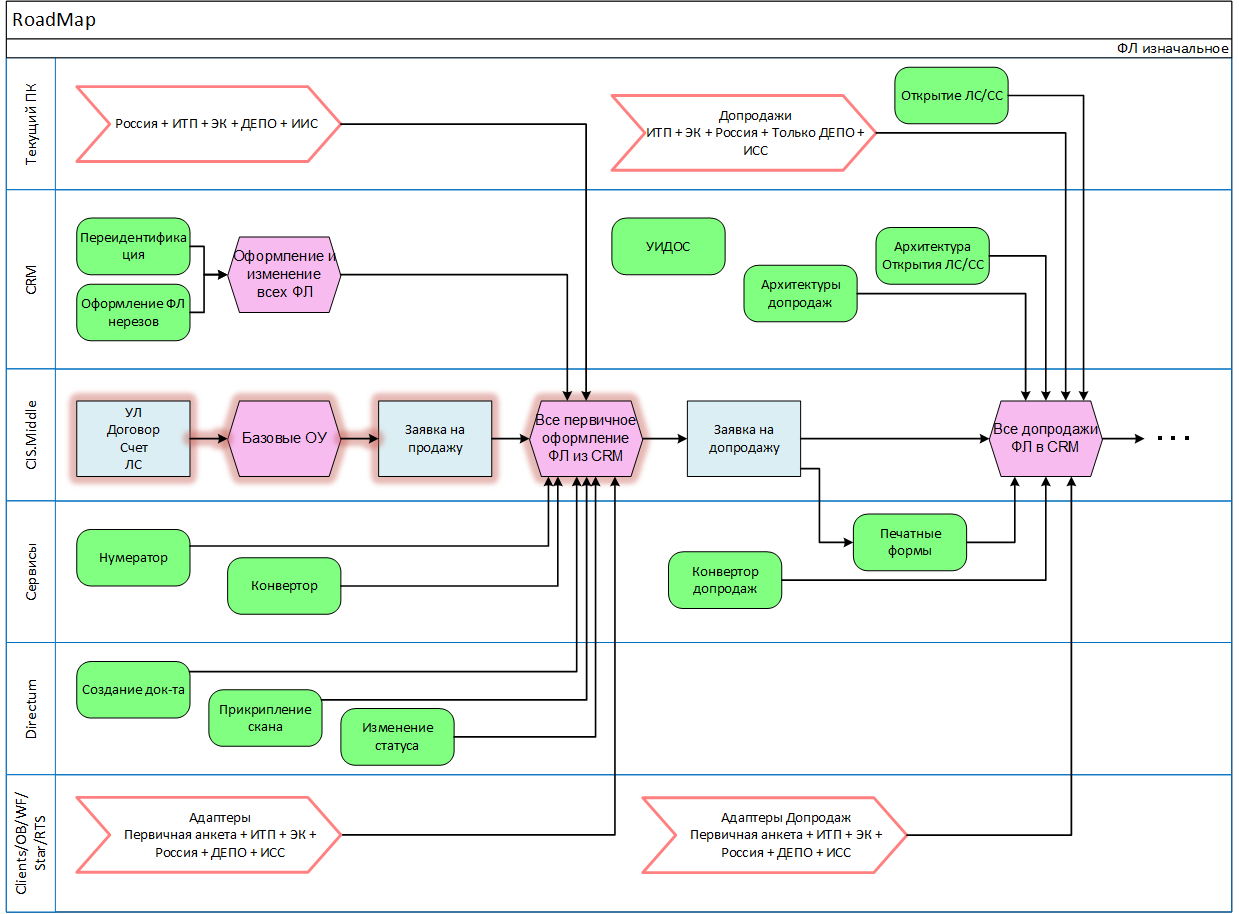 RoadMap
ФЛ изначальное
Текущий ПК
Россия + ИТП + ЭК + ДЕПО + ИИС
Допродажи
ИТП + ЭК + Россия + Только ДЕПО +
ИСС
Открытие ЛС/СС
CRM
Переидентифика
ция
Оформление ФЛ
нерезов
Оформление и
изменение
всех ФЛ
УИДОС
Архитектуры
допродаж
Архитектура
Открытия ЛС/СС
CIS.Middle
УЛ
Договор
Счет
ЛС
Базовые ОУ
Заявка на
продажу
Все первичное
оформление
ФЛ из CRM
Заявка на
допродажу
Все допродажи
ФЛ в CRM
...
Сервисы
Нумератор
Конвертор
Конвертор
допродаж
Печатные
формы
Directum
Создание док-та
Прикрипление
скана
Изменение
статуса
Clients/OB/WF/
Star/RTS
Адаптеры
Первичная анкета + ИТП + ЭК +
Россия + ДЕПО + ИСС
Адаптеры Допродаж
Первичная анкета + ИТП + ЭК +
Россия + ДЕПО + ИСС